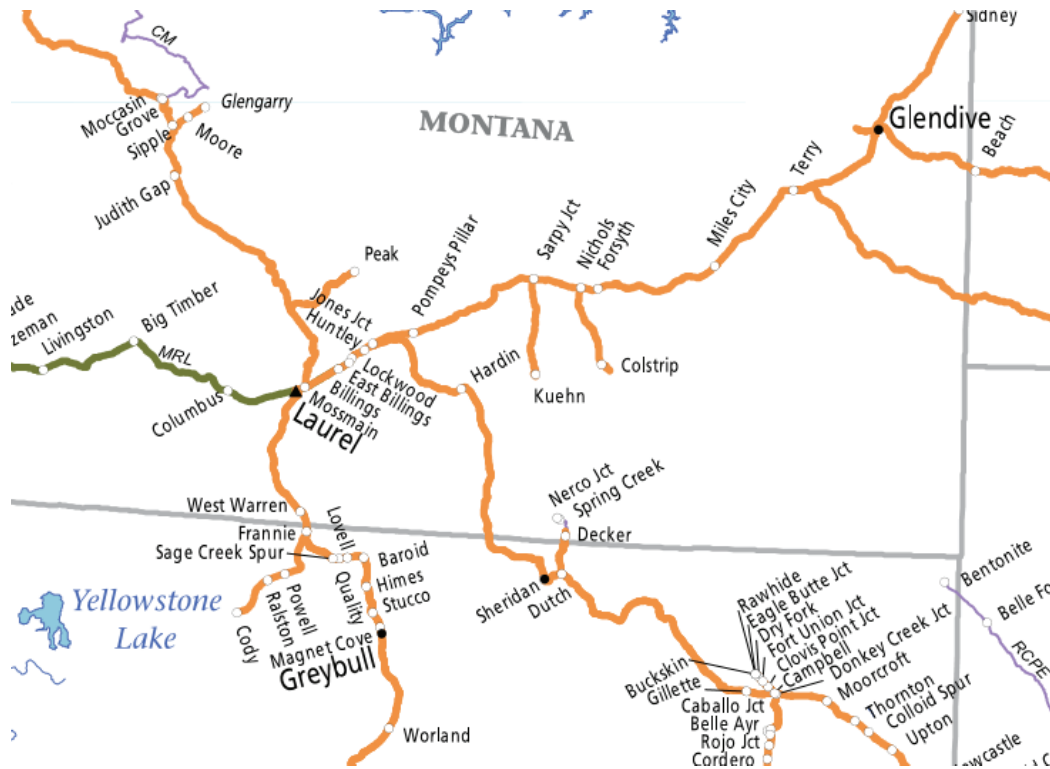 Sidney
CM
Glengarry
Moccasin
Grove
Sipple
Moore
MONTANA
Glendive
Beach
Terry
Judith Gap
Miles City
Peak
Pompeys Pillar
Sarpy Jct
Nichols
Forsyth
ade
zeman
Livingston
Big Timber
MRL
Columbus
Jones Jct
Huntley
Lockwood
East Billings
Billings
Mossmain
Laurel
Hardin
Kuehn
Colstrip
West Warren
Frannie
Sage Creek Spur
Lovell
Baroid
Himes
Stucco
Quality
Powell
Ralston
Cody
Magnet Cove
Greybull
Worland
Yellowstone
Lake
Nerco Jct
Spring Creek
Decker
Sheridan
Dutch
Bentonite
Belle Fo
RCPE
Rawhide
Eagle Butte Jct
Dry Fork
Fort Union Jct
Clovis Point Jct
Campbell
Donkey Creek Jct
Buckskin
Gillette
Moorcroft
Thornton
Colloid Spur
Upton
Caballo Jct
Belle Ayr
Rojo Jct
Cordero
ewcastle